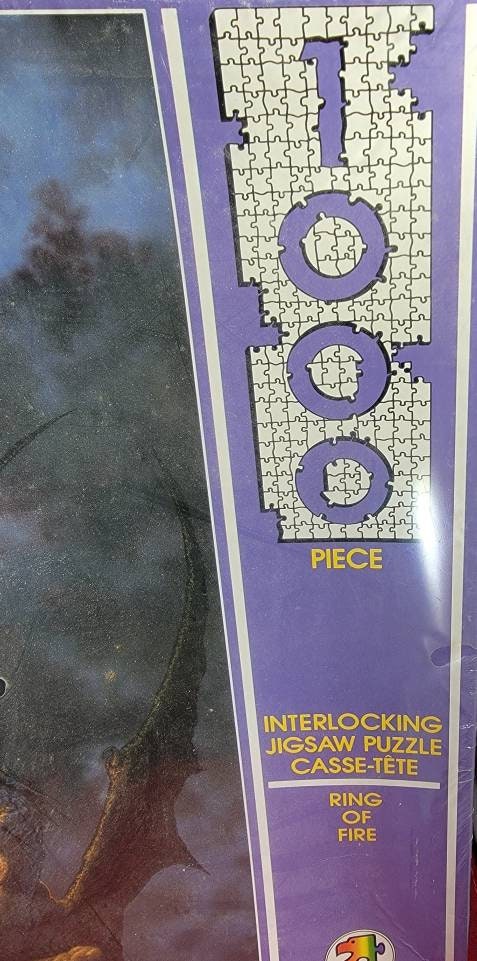 1000
PIECE
INTERLOCKING
JIGSAW PUZZLE
CASSE-TÊTE
RING
OF
FIRE